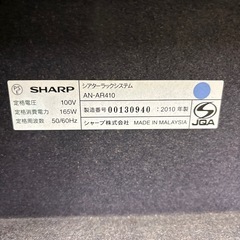 SHARP
シアターラックシステム
AN-AR410
定格電圧 100V
定格消費電力 165W
定格周波数 50/60Hz
製造番号 00130940 : 2010年製
シャープ株式会社 MADE IN MALAYSIA
JQA